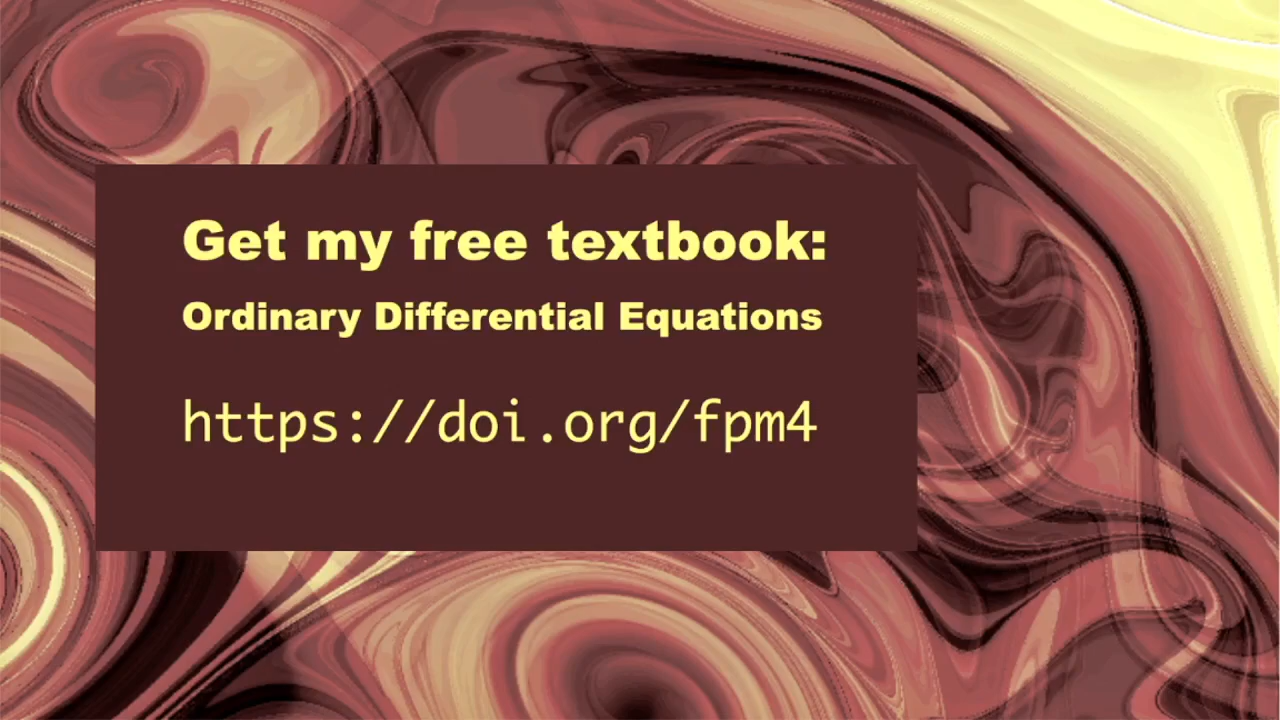 Get my free textbook:
Ordinary Differential Equations
https://doi.org/fpm4